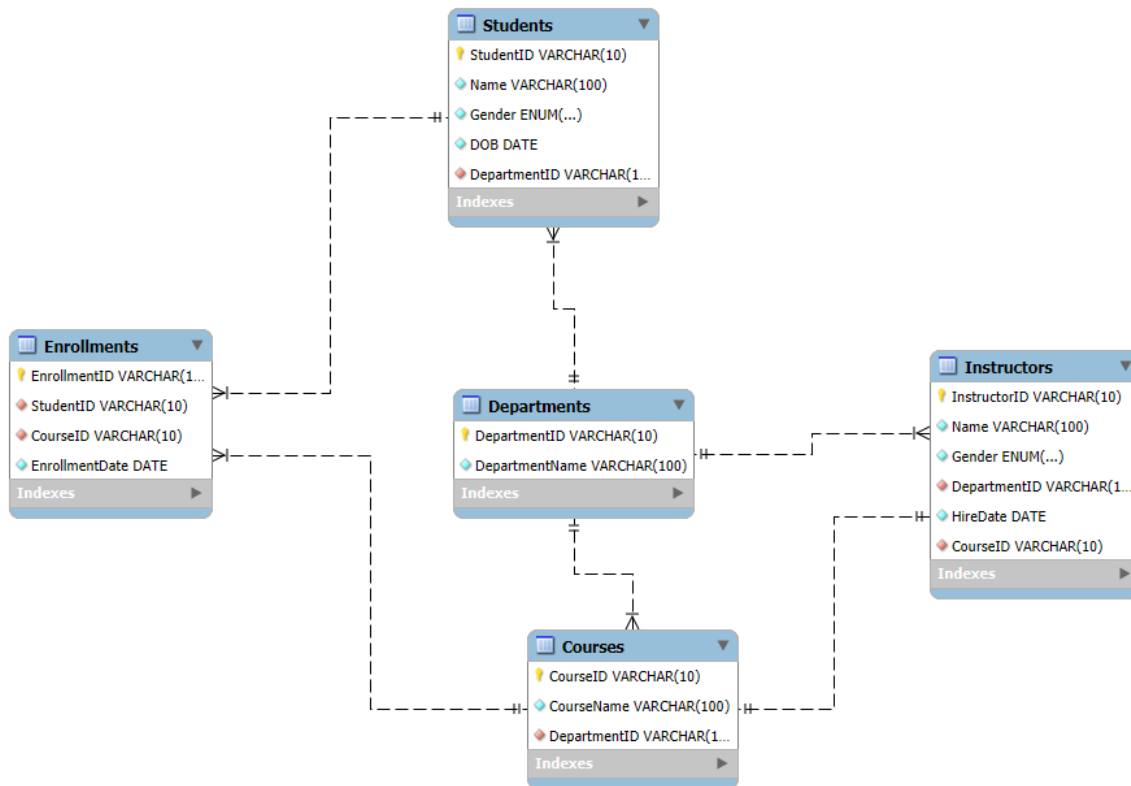 Students
StudentID VARCHAR(10)
Name VARCHAR(100)
Gender ENUM(...)
DOB DATE
DepartmentID VARCHAR(1...
Indexes
Enrollments
EnrollmentID VARCHAR(1...
StudentID VARCHAR(10)
CourseID VARCHAR(10)
EnrollmentDate DATE
Indexes
Departments
DepartmentID VARCHAR(10)
DepartmentName VARCHAR(100)
Indexes
Instructors
InstructorID VARCHAR(10)
Name VARCHAR(100)
Gender ENUM(...)
DepartmentID VARCHAR(1...
HireDate DATE
CourseID VARCHAR(10)
Indexes
Courses
CourseID VARCHAR(10)
CourseName VARCHAR(100)
DepartmentID VARCHAR(1...
Indexes